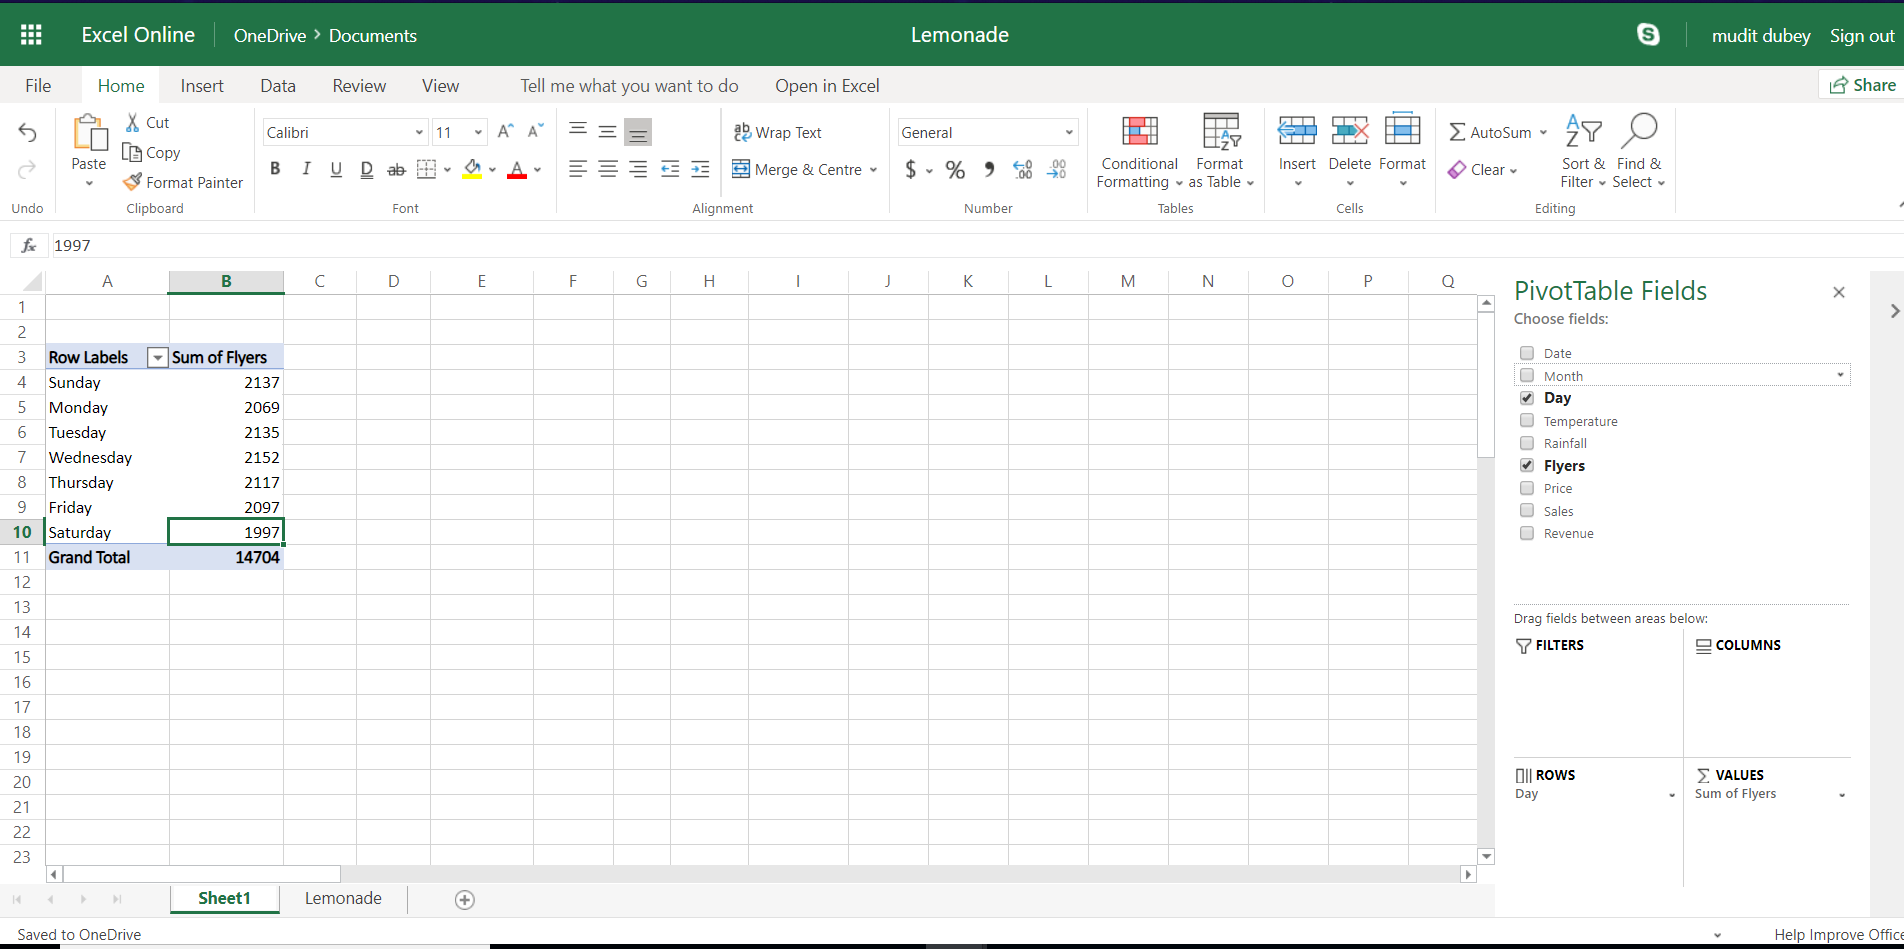 Excel Online OneDrive > Documents Lemonade mudit dubey Sign out
File Home Insert Data Review View Tell me what you want to do Open in Excel Share
Undo
Paste
Cut
Copy
Format Painter
Clipboard
Calibri 11
B I U D ab
Font
Wrap Text
Merge & Centre
Alignment
General
$ % , .00
Number
Conditional Formatting
Format as Table
Tables
Insert Delete Format
Cells
AutoSum
Clear
Sort & Filter
Find & Select
Editing
fx 1997
A B C D E F G H I J K L M N O P Q
1
2
3 Row Labels Sum of Flyers
4 Sunday 2137
5 Monday 2069
6 Tuesday 2135
7 Wednesday 2152
8 Thursday 2117
9 Friday 2097
10 Saturday 1997
11 Grand Total 14704
12
13
14
15
16
17
18
19
20
21
22
23
PivotTable Fields
Choose fields:
Date
Month
Day
Temperature
Rainfall
Flyers
Price
Sales
Revenue
Drag fields between areas below:
FILTERS COLUMNS
ROWS VALUES
Day Sum of Flyers
Sheet1 Lemonade
Saved to OneDrive Help Improve Office